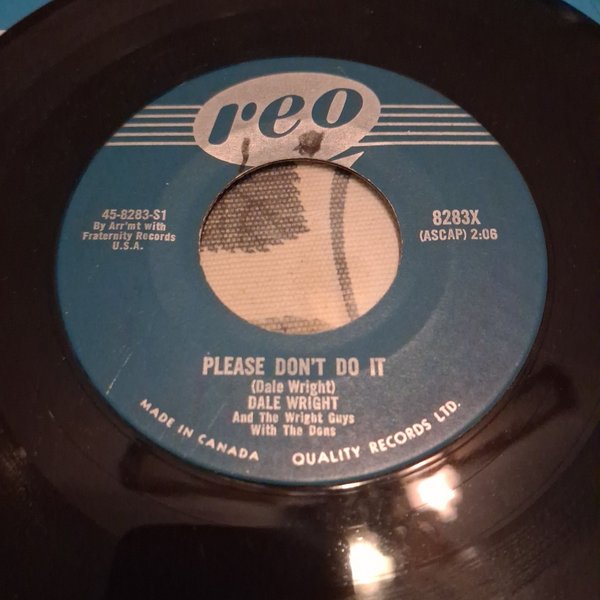 reo
45-8283-S1
By Arr'mt with
Fraternity Records
U.S.A.
8283X
(ASCAP) 2:06
PLEASE DON'T DO IT
(Dale Wright)
DALE WRIGHT
And The Wright Guys
With The Dons
MADE IN CANADA QUALITY RECORDS LTD.